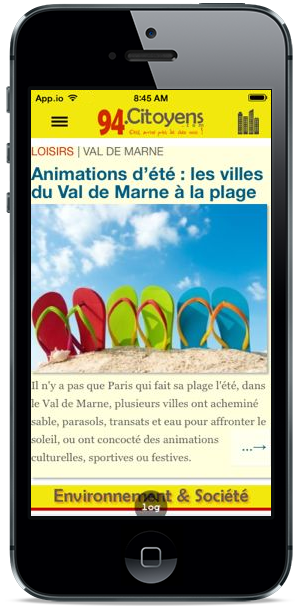 App.io 8:45 AM
94.Citoyens
.com
LOISIRS | VAL DE MARNE
Animations d'été : les villes
du Val de Marne à la plage
Il n'y a pas que Paris qui fait sa plage l'été, dans
le Val de Marne, plusieurs villes ont acheminé
sable, parasols, transats et eau pour affronter le
soleil, ou ont concocté des animations
culturelles, sportives ou festives.
...→
Environnement & Société
log